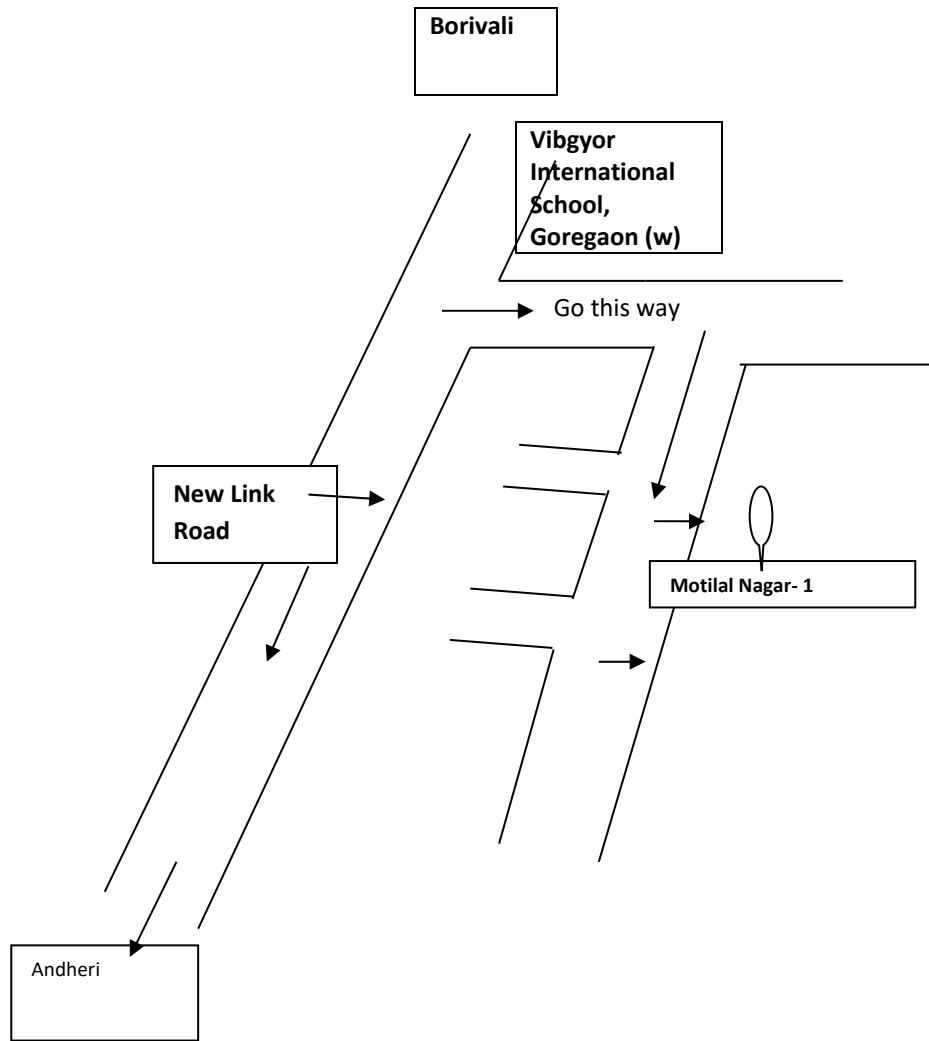 Borivali
Vibgyor
International
School,
Goregaon (w)
Go this way
New Link
Road
Motilal Nagar- 1
Andheri